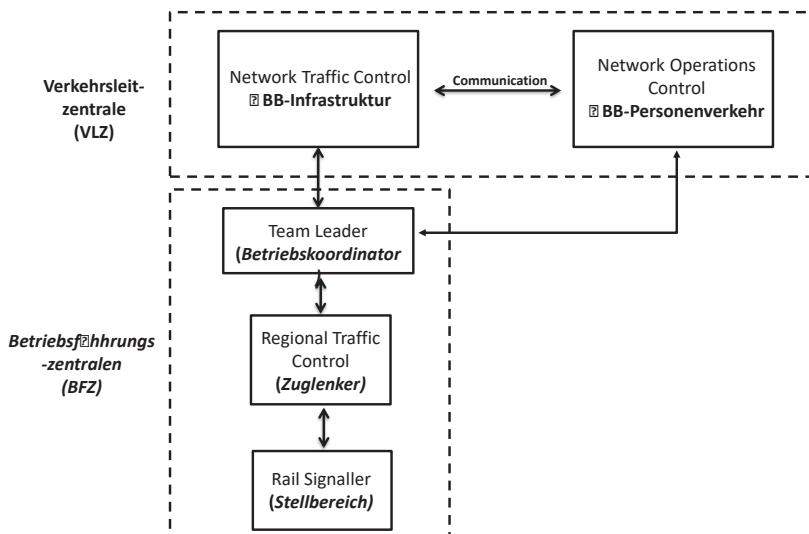 Verkehrsleit-
zentrale
(VLZ)
Network Traffic Control
⍰ BB-Infrastruktur
Communication
Network Operations
Control
⍰ BB-Personenverkehr
Team Leader
(Betriebskoordinator
Betriebsf⍰hhrungs
-zentralen
(BFZ)
Regional Traffic
Control
(Zuglenker)
Rail Signaller
(Stellbereich)